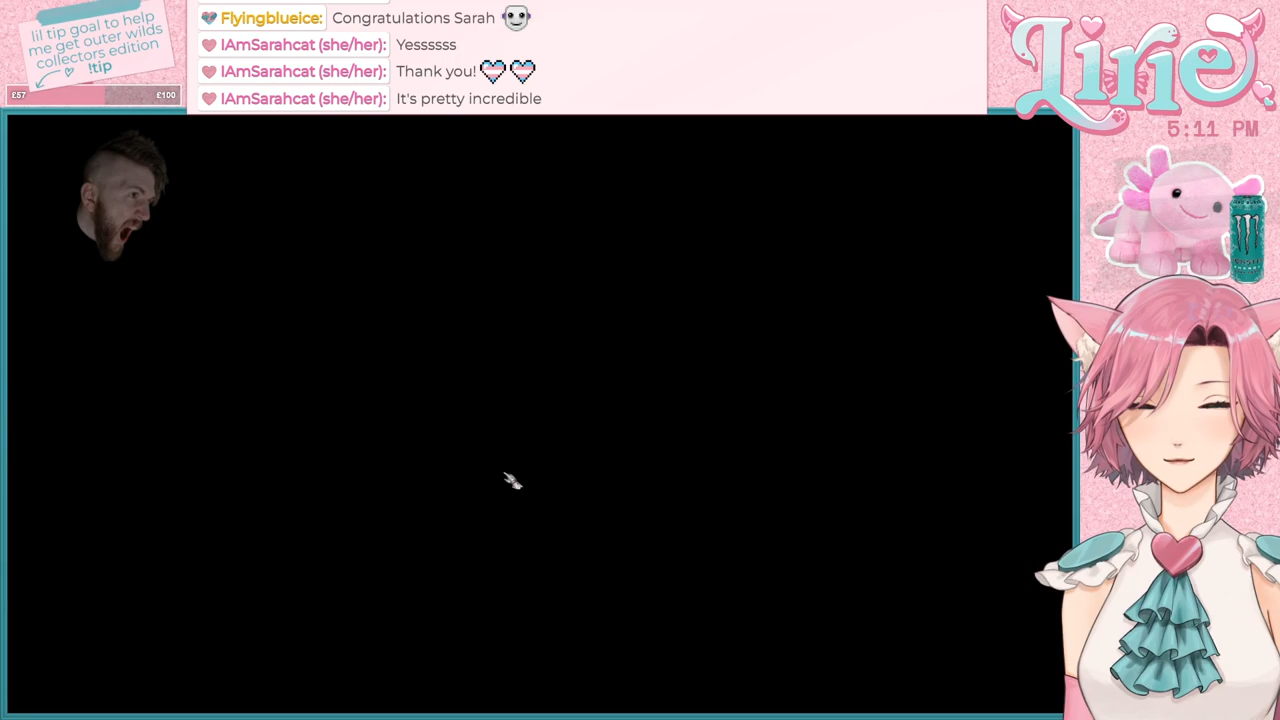 lil tip goal to help
me get outer wilds
collectors edition
!tip
£57
£100
Flyingblueice: Congratulations Sarah
IAmSarahcat (she/her): Yessssss
IAmSarahcat (she/her): Thank you!
IAmSarahcat (she/her): It's pretty incredible
Lirie
5:11 PM